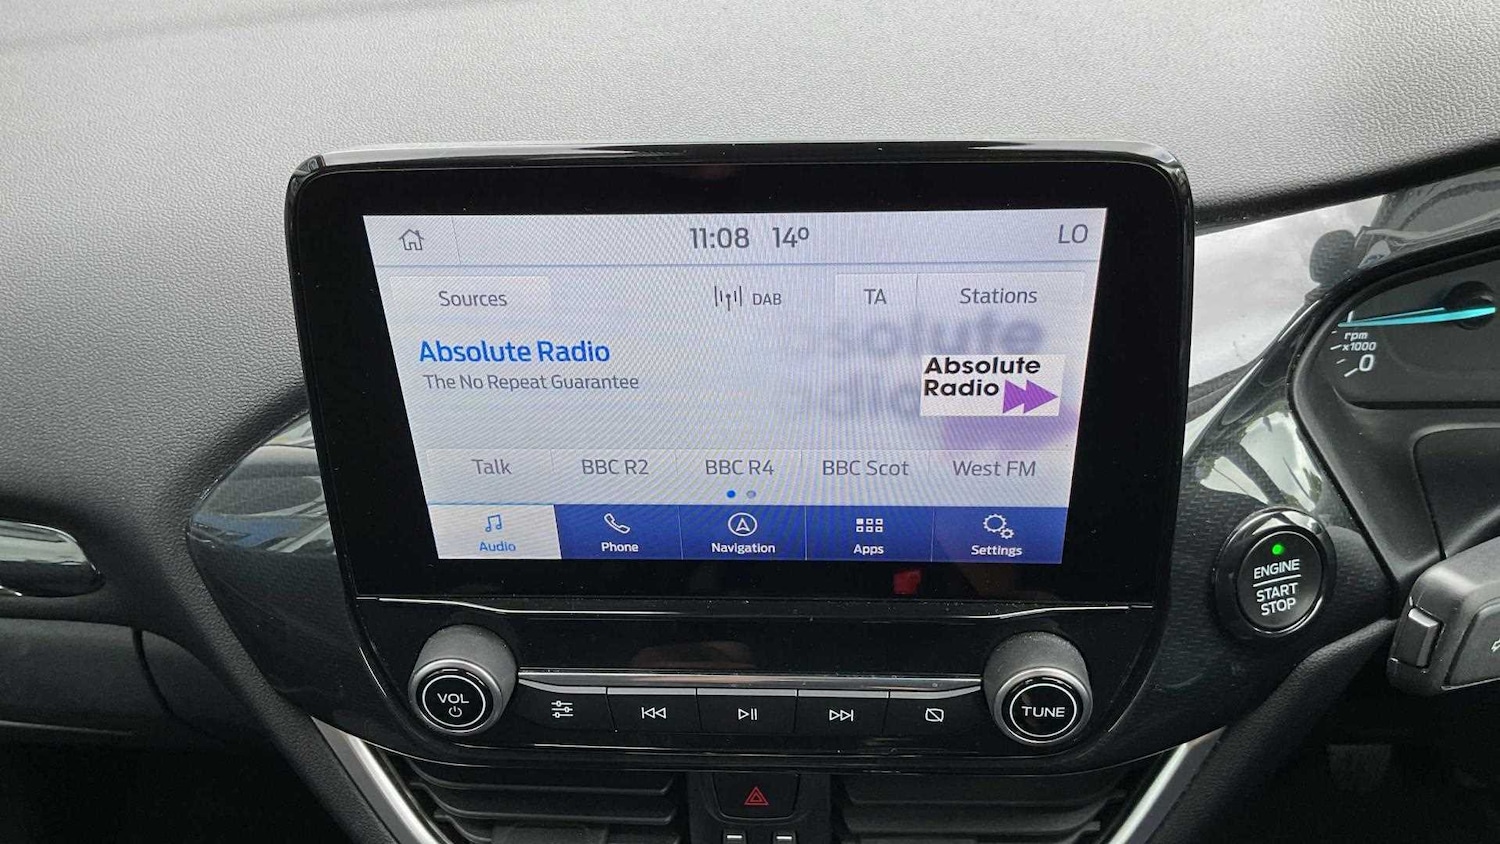 11:08 14º LO
Sources DAB TA Stations
Absolute Radio
The No Repeat Guarantee
Absolute
Radio
Talk BBC R2 BBC R4 BBC Scot West FM
Audio Phone Navigation Apps Settings
VOL
TUNE
ENGINE
START
STOP
rpm
x1000
0